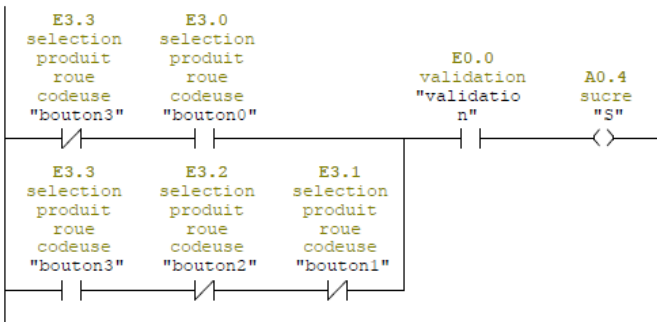 E3.3
selection
produit
roue
codeuse
"bouton3"
E3.0
selection
produit
roue
codeuse
"bouton0"
E0.0
validation
"validatio
n"
A0.4
sucre
"S"
E3.3
selection
produit
roue
codeuse
"bouton3"
E3.2
selection
produit
roue
codeuse
"bouton2"
E3.1
selection
produit
roue
codeuse
"bouton1"